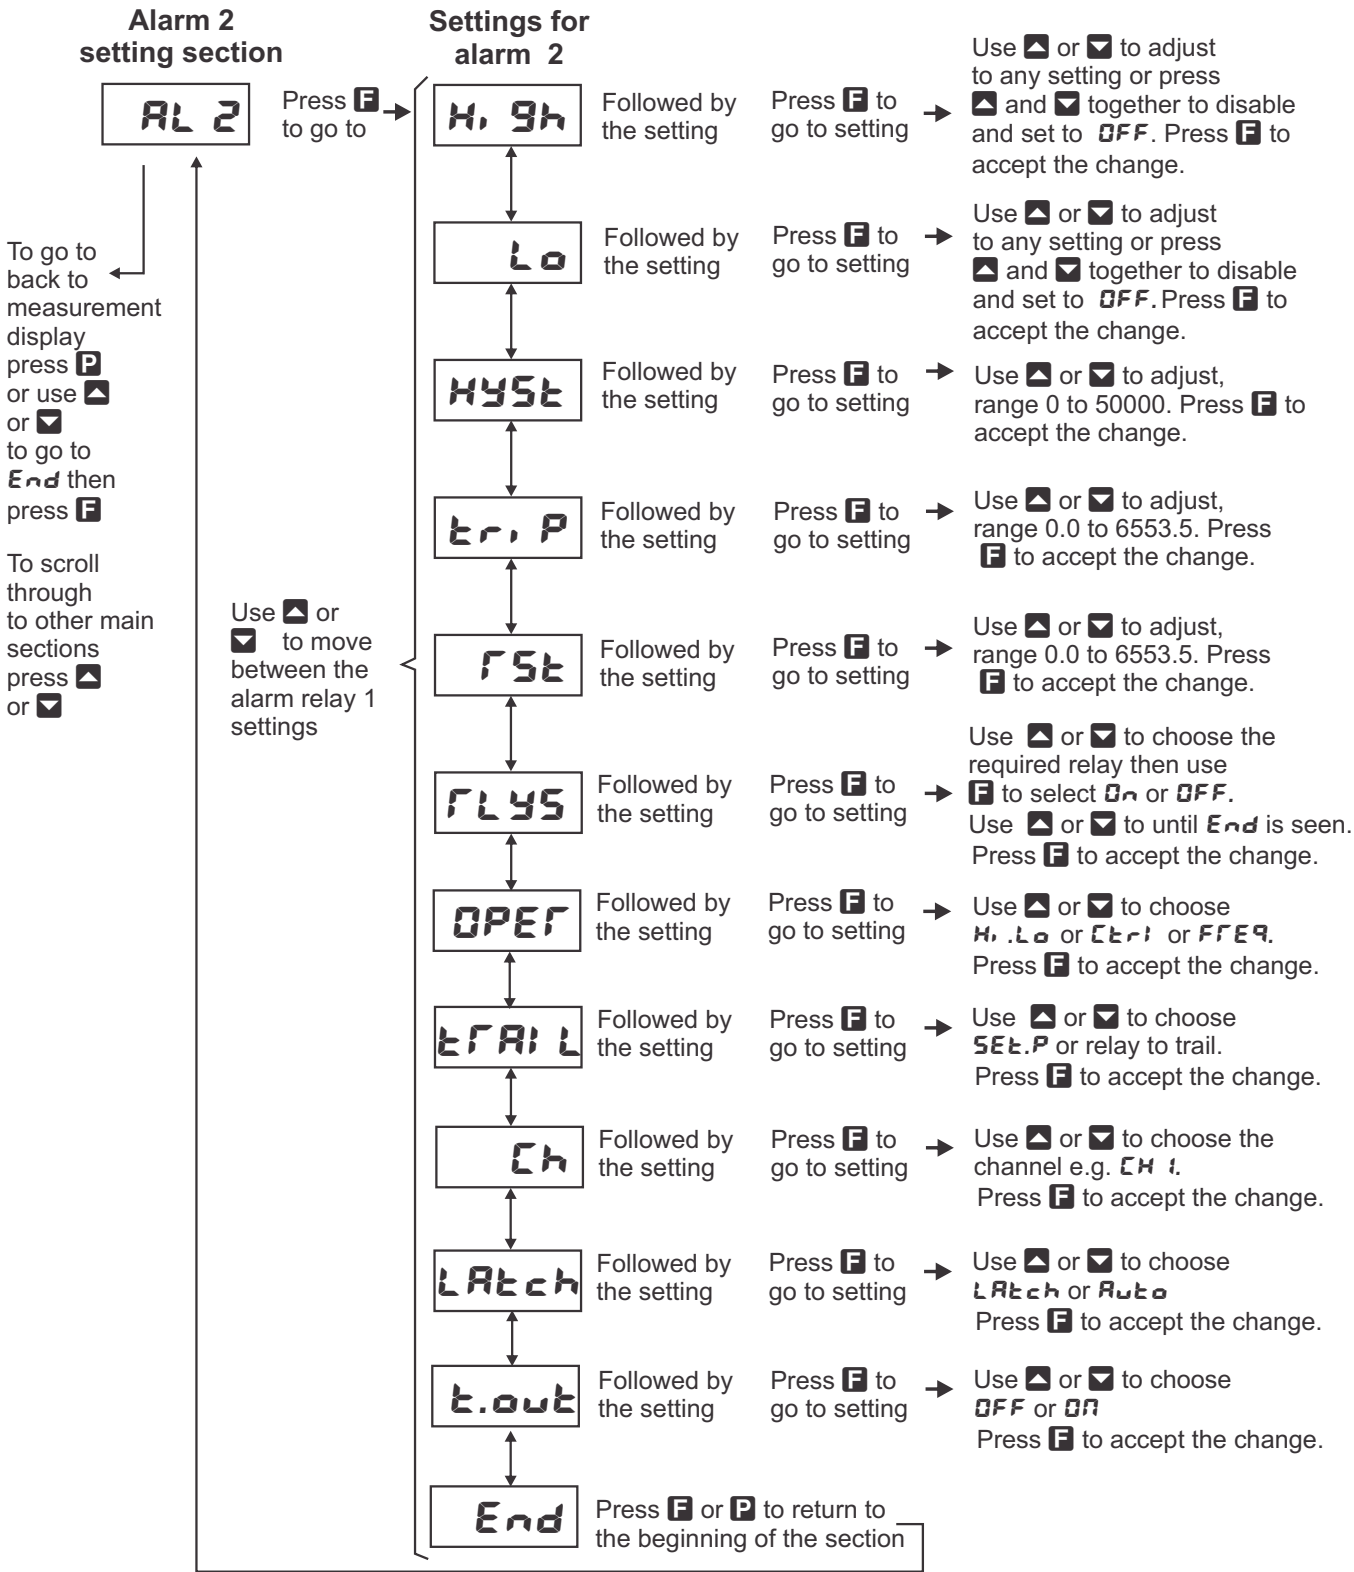 Alarm 2
setting section
Settings for
alarm 2
AL 2
Press F
to go to
To go to
back to
measurement
display
press P
or use ▲
or ▼
to go to
End then
press F
To scroll
through
to other main
sections
press ▲
or ▼
Use ▲ or
▼ to move
between the
alarm relay 1
settings
Hi gh
Followed by
the setting
Press F to
go to setting
Use ▲ or ▼ to adjust
to any setting or press
▲ and ▼ together to disable
and set to OFF. Press F to
accept the change.
Lo
Followed by
the setting
Press F to
go to setting
Use ▲ or ▼ to adjust
to any setting or press
▲ and ▼ together to disable
and set to OFF. Press F to
accept the change.
HYSt
Followed by
the setting
Press F to
go to setting
Use ▲ or ▼ to adjust,
range 0 to 50000. Press F to
accept the change.
tri P
Followed by
the setting
Press F to
go to setting
Use ▲ or ▼ to adjust,
range 0.0 to 6553.5. Press
F to accept the change.
rSt
Followed by
the setting
Press F to
go to setting
Use ▲ or ▼ to adjust,
range 0.0 to 6553.5. Press
F to accept the change.
rLYS
Followed by
the setting
Press F to
go to setting
Use ▲ or ▼ to choose the
required relay then use
F to select On or OFF.
Use ▲ or ▼ to until End is seen.
Press F to accept the change.
OPEr
Followed by
the setting
Press F to
go to setting
Use ▲ or ▼ to choose
Hi .Lo or Ctrl or FrEq.
Press F to accept the change.
trAI L
Followed by
the setting
Press F to
go to setting
Use ▲ or ▼ to choose
SEt.P or relay to trail.
Press F to accept the change.
Ch
Followed by
the setting
Press F to
go to setting
Use ▲ or ▼ to choose the
channel e.g. CH 1.
Press F to accept the change.
LAtch
Followed by
the setting
Press F to
go to setting
Use ▲ or ▼ to choose
LAtch or Auto
Press F to accept the change.
t.out
Followed by
the setting
Press F to
go to setting
Use ▲ or ▼ to choose
OFF or On
Press F to accept the change.
End
Press F or P to return to
the beginning of the section